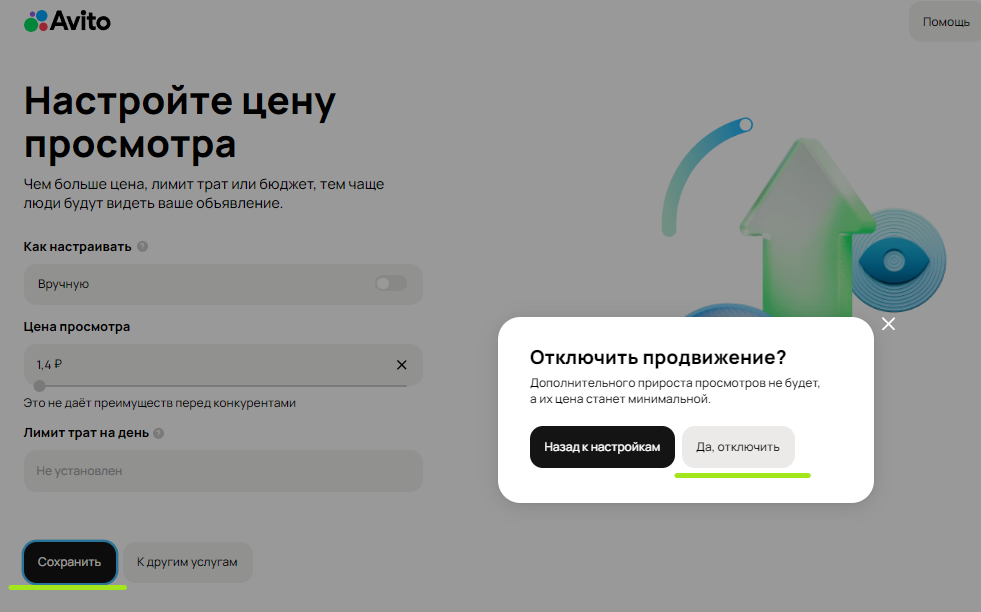 Avito
Помощь
Настройте цену
просмотра
Чем больше цена, лимит трат или бюджет, тем чаще
люди будут видеть ваше объявление.
Как настраивать ?
Вручную
Цена просмотра
1,4 ₽
Это не даёт преимуществ перед конкурентами
Лимит трат на день ?
Не установлен
Сохранить
К другим услугам
Отключить продвижение?
Дополнительного прироста просмотров не будет,
а их цена станет минимальной.
Назад к настройкам
Да, отключить